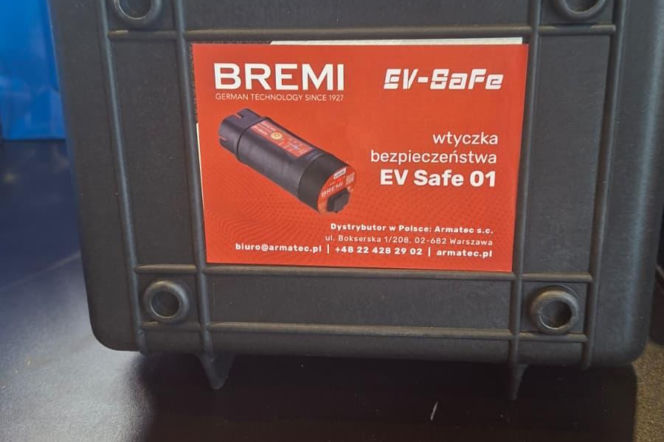 BREMI
GERMAN TECHNOLOGY SINCE 1927
EV-SaFe
wtyczka
bezpieczeństwa
EV Safe 01
BREMI
Dystrybutor w Polsce: Armatec s.c.
ul. Bokserska 1/208, 02-682 Warszawa
biuro@armatec.pl | +48 22 428 29 02 | armatec.pl